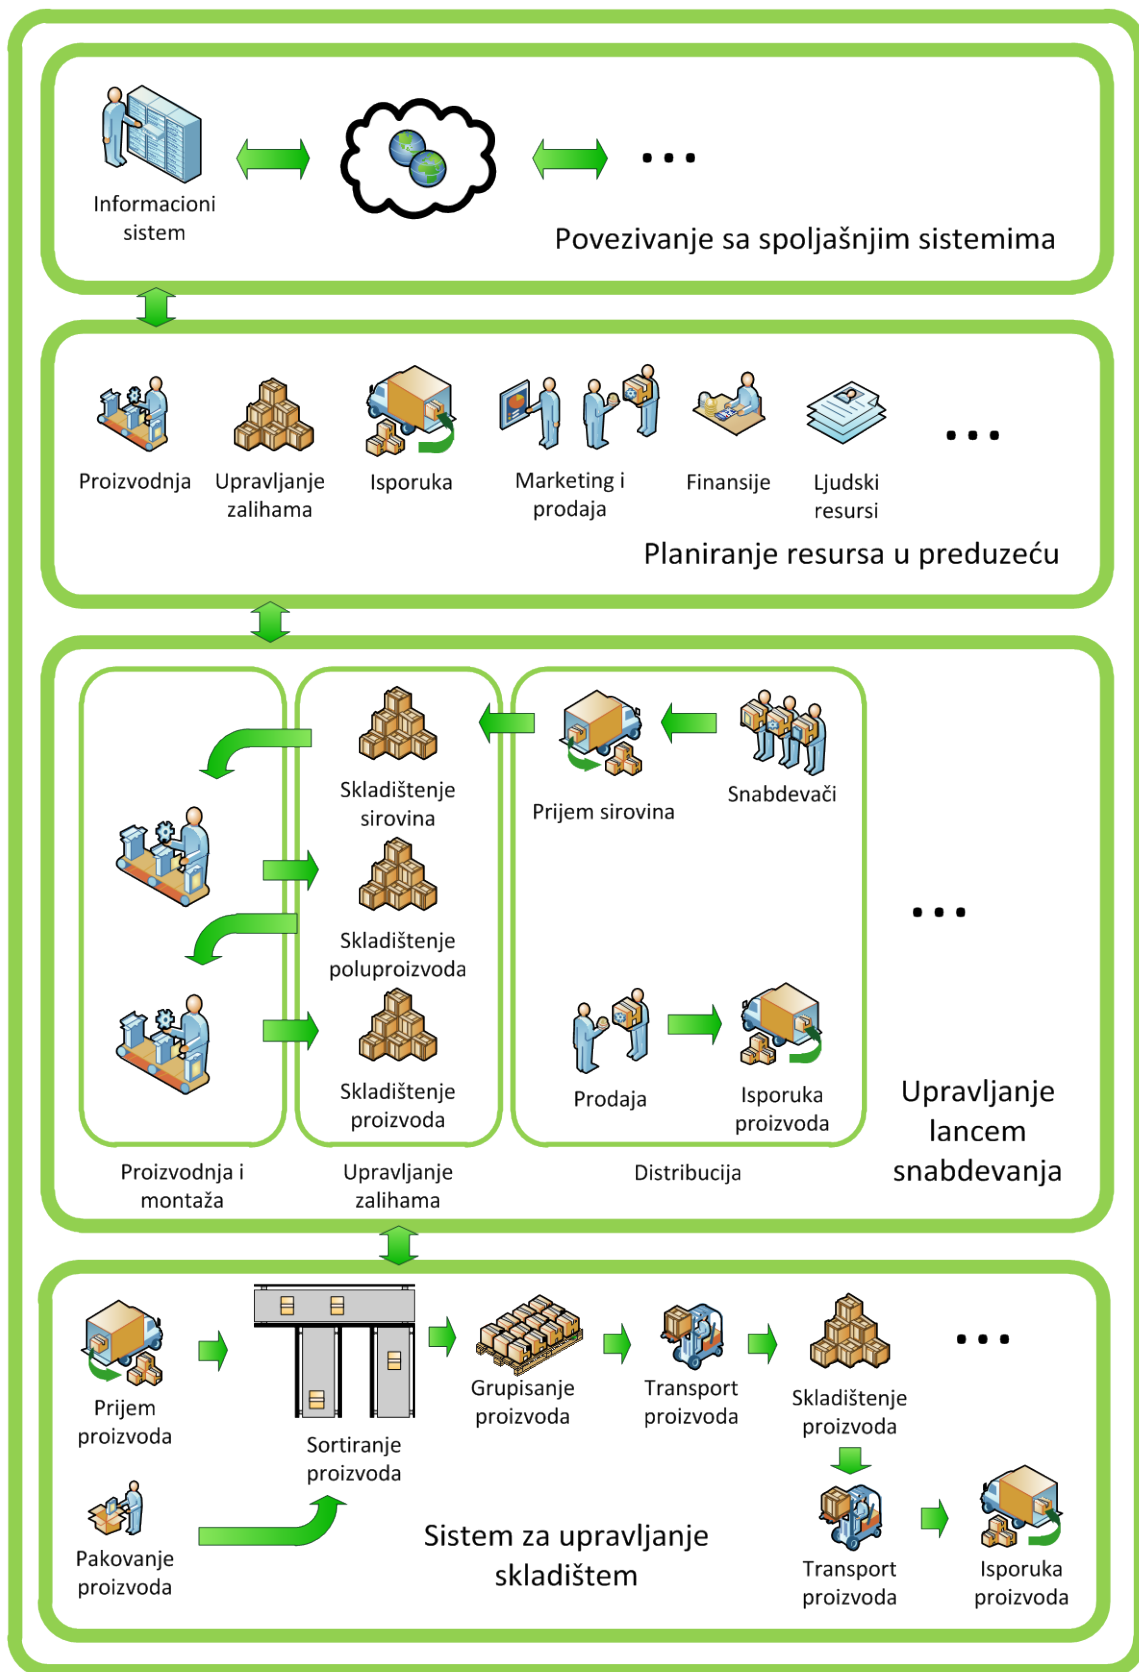 Informacioni
sistem
...
Povezivanje sa spoljašnjim sistemima
Proizvodnja
Upravljanje
zalihama
Isporuka
Marketing i
prodaja
Finansije
Ljudski
resursi
...
Planiranje resursa u preduzeću
Skladištenje
sirovina
Prijem sirovina
Snabdevači
Skladištenje
poluproizvoda
...
Skladištenje
proizvoda
Prodaja
Isporuka
proizvoda
Proizvodnja i
montaža
Upravljanje
zalihama
Distribucija
Upravljanje
lancem
snabdevanja
Prijem
proizvoda
Sortiranje
proizvoda
Grupisanje
proizvoda
Transport
proizvoda
Skladištenje
proizvoda
...
Pakovanje
proizvoda
Sistem za upravljanje
skladištem
Transport
proizvoda
Isporuka
proizvoda